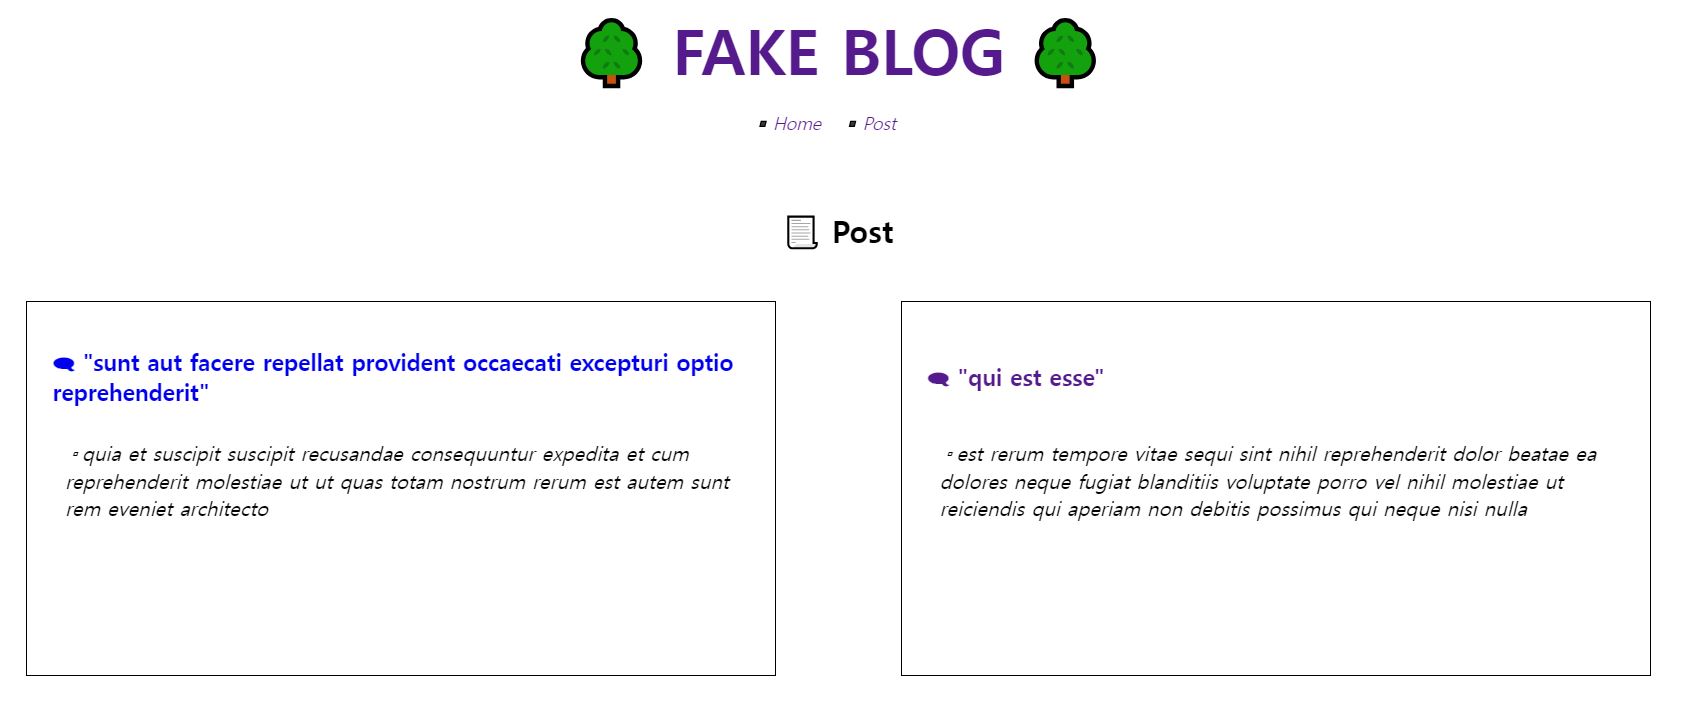 🌳 FAKE BLOG 🌳
▪ Home ▪ Post
📃 Post
🗨 "sunt aut facere repellat provident occaecati excepturi optio
reprehenderit"
▫ quia et suscipit suscipit recusandae consequuntur expedita et cum
reprehenderit molestiae ut ut quas totam nostrum rerum est autem sunt
rem eveniet architecto
🗨 "qui est esse"
▫ est rerum tempore vitae sequi sint nihil reprehenderit dolor beatae ea
dolores neque fugiat blanditiis voluptate porro vel nihil molestiae ut
reiciendis qui aperiam non debitis possimus qui neque nisi nulla